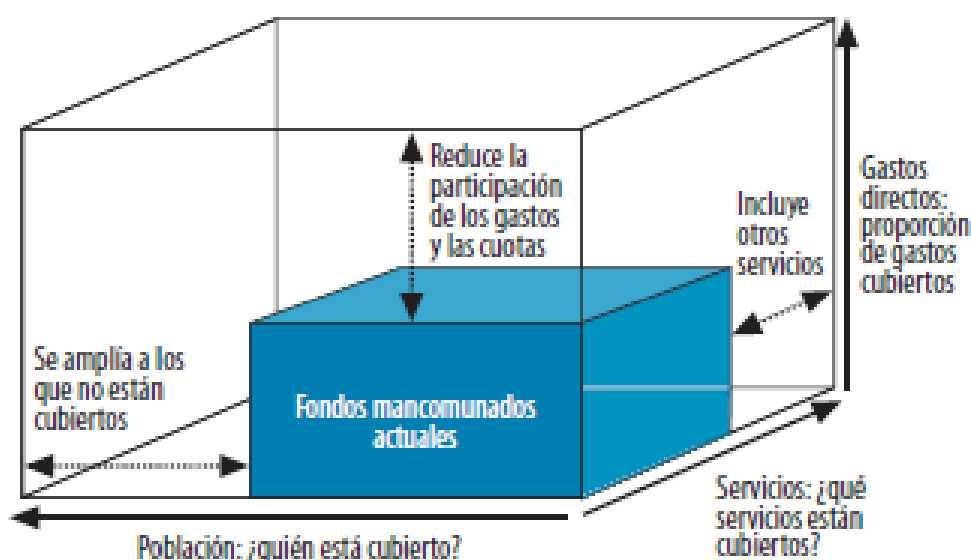 Reduce la
participación
de los gastos
y las cuotas
Incluye
otros
servicios
Gastos
directos:
proporción
de gastos
cubiertos
Se amplia a los
que no están
cubiertos
Fondos mancomunados
actuales
Servicios: ¿qué
servicios están
cubiertos?
Población: ¿quién está cubierto?